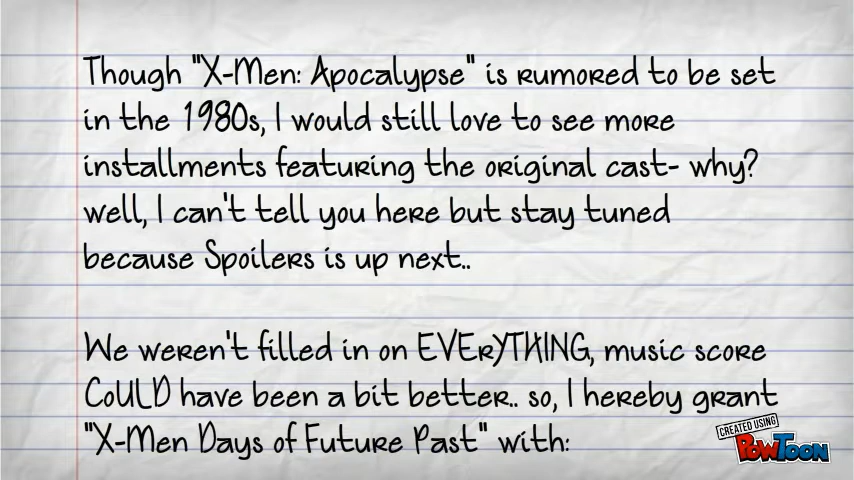 Though "X-Men: Apocalypse" is rumored to be set
in the 1980s, I would still love to see more
installments featuring the original cast- why?
well, I can't tell you here but stay tuned
because Spoilers is up next..
We weren't filled in on EVErYTHING, music score
CoULD have been a bit better.. so, I hereby grant
"X-Men Days of Future Past" with:
CREATED USING
POWTOON